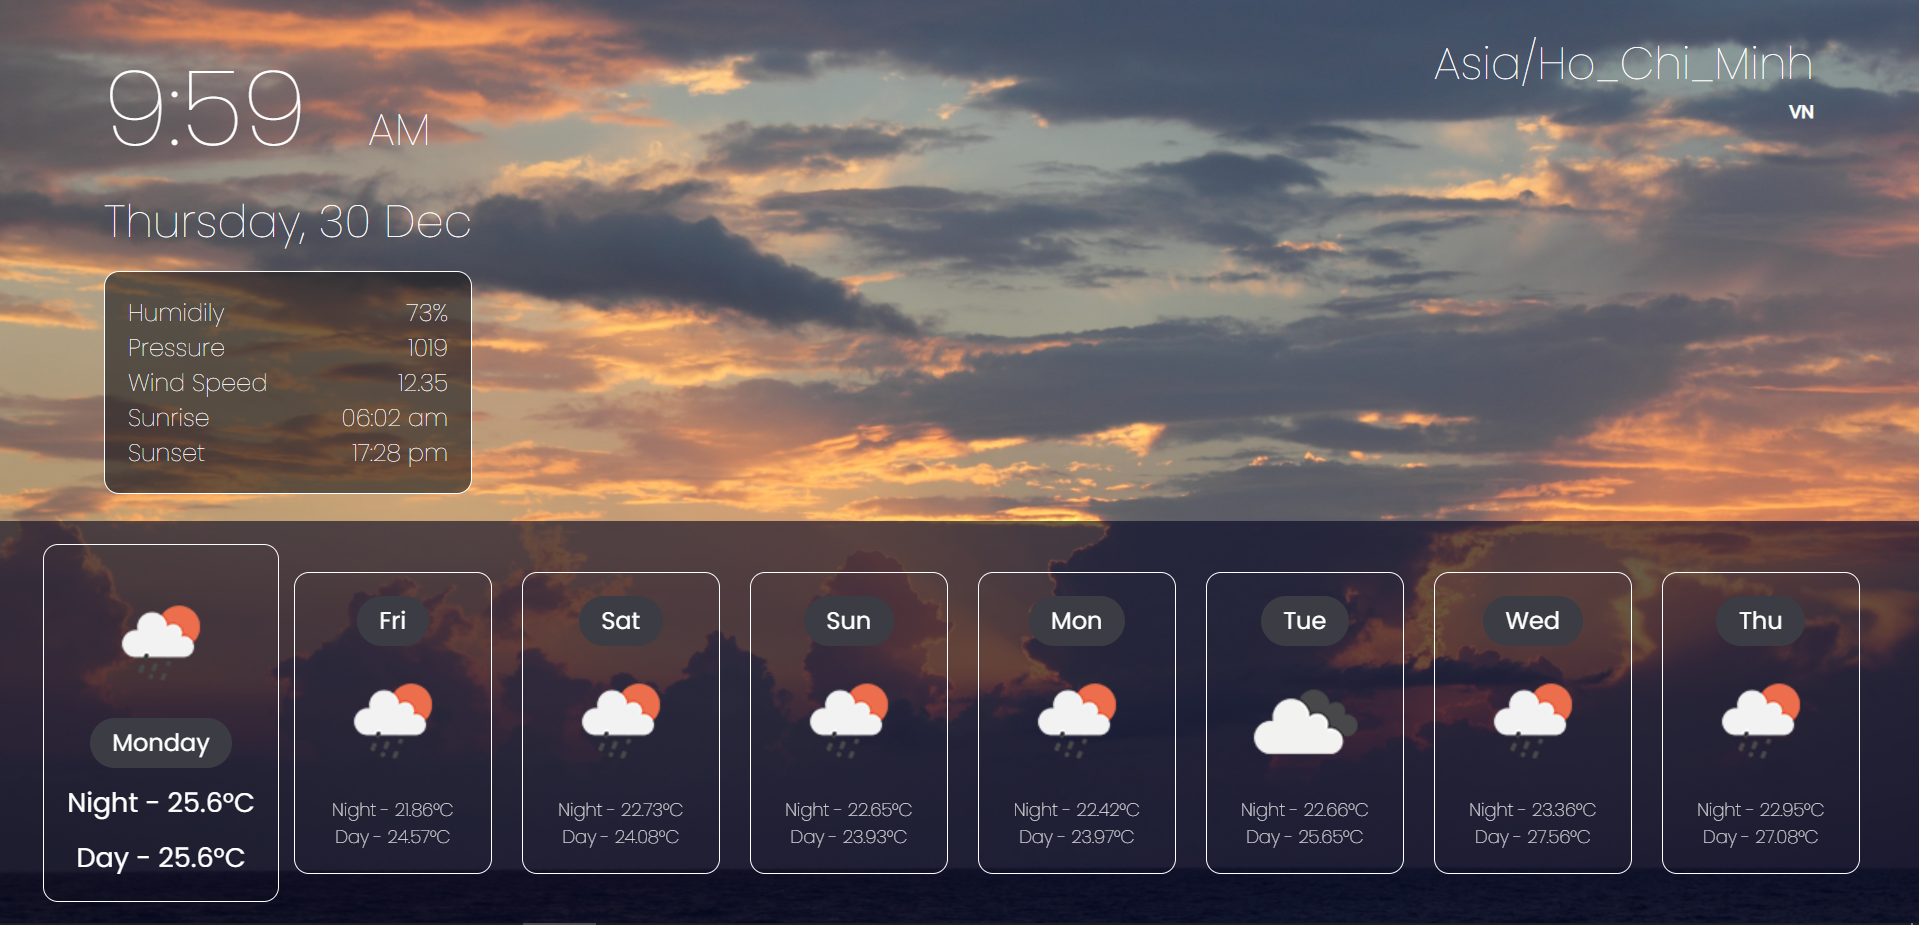 9:59 AM
Asia/Ho_Chi_Minh
VN
Thursday, 30 Dec
Humidily 73%
Pressure 1019
Wind Speed 12.35
Sunrise 06:02 am
Sunset 17:28 pm
Monday
Night - 25.6°C
Day - 25.6°C
Fri
Night - 21.86°C
Day - 24.57°C
Sat
Night - 22.73°C
Day - 24.08°C
Sun
Night - 22.65°C
Day - 23.93°C
Mon
Night - 22.42°C
Day - 23.97°C
Tue
Night - 22.66°C
Day - 25.65°C
Wed
Night - 23.36°C
Day - 27.56°C
Thu
Night - 22.95°C
Day - 27.08°C